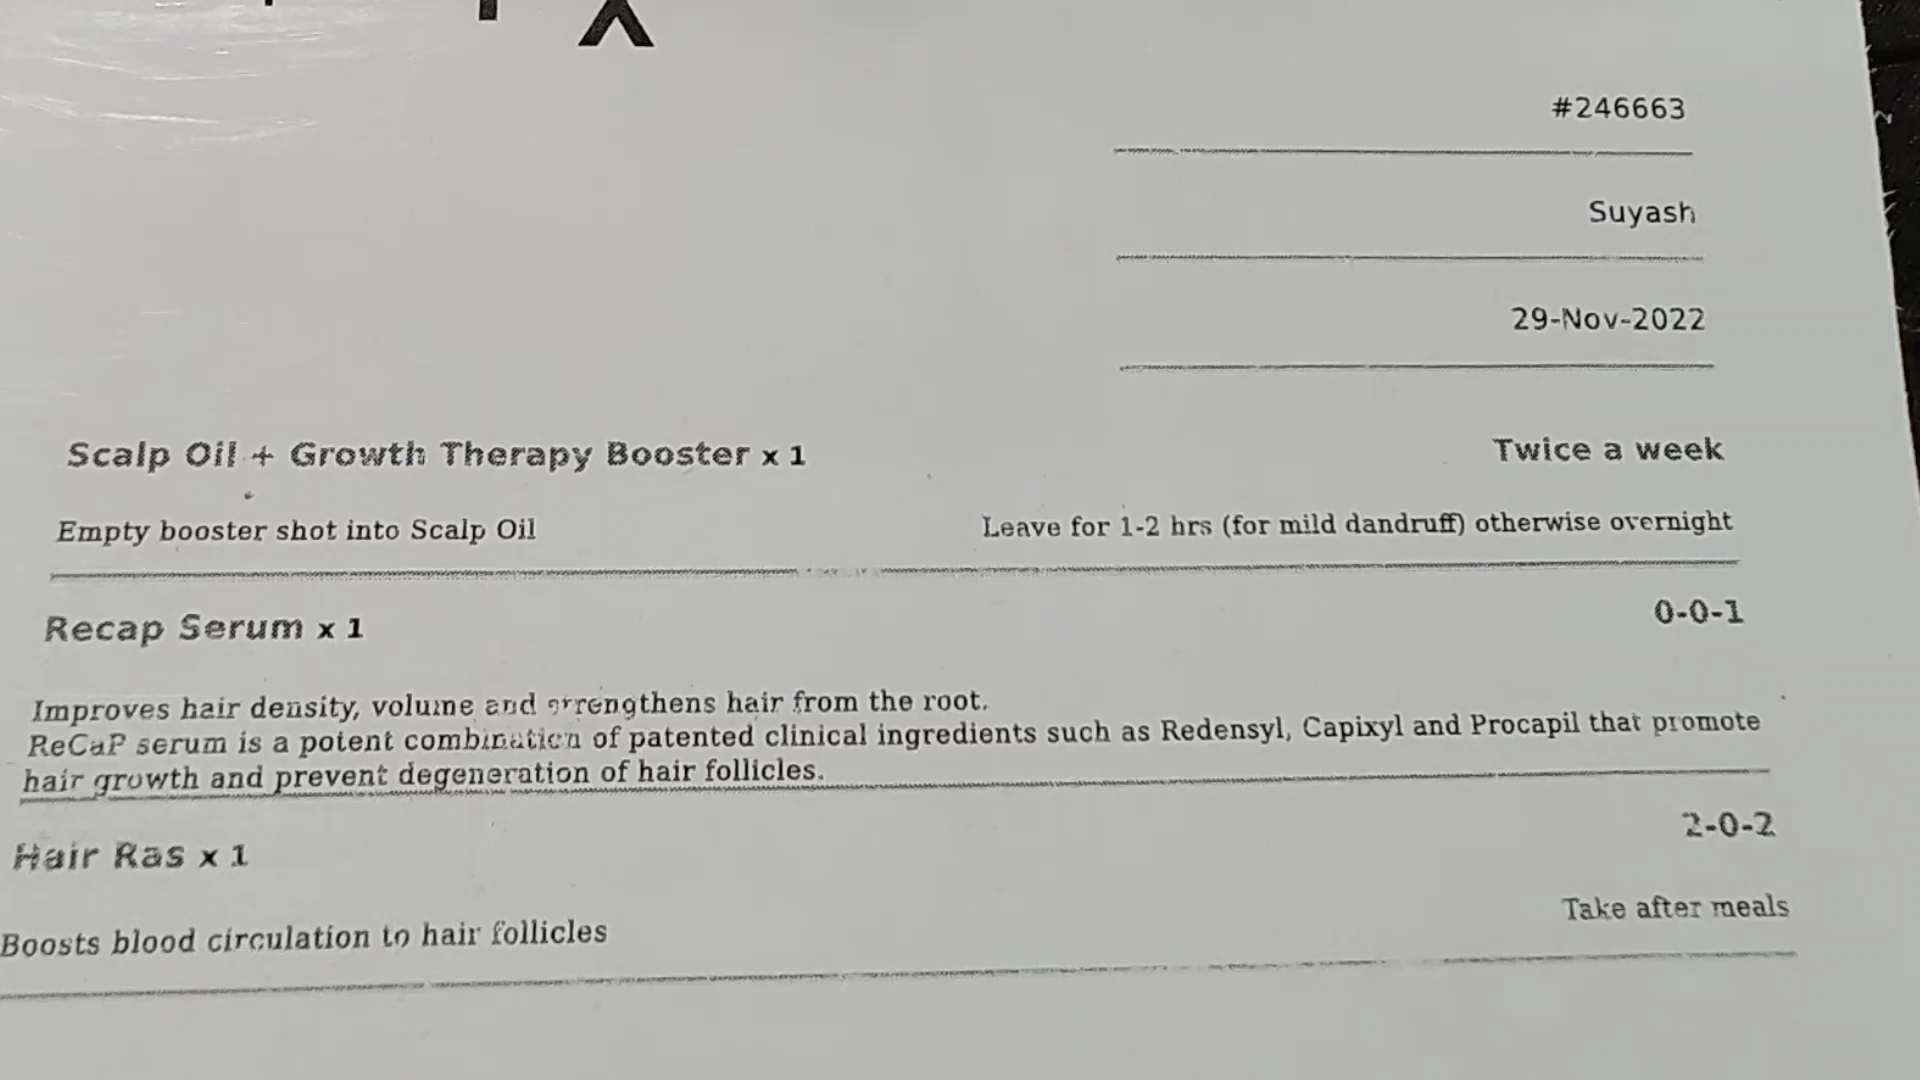 #246663
Suyash
29-Nov-2022
Scalp Oil + Growth Therapy Booster x 1
Twice a week
Empty booster shot into Scalp Oil
Leave for 1-2 hrs (for mild dandruff) otherwise overnight
Recap Serum x 1
0-0-1
Improves hair density, volume and strengthens hair from the root.
ReCaP serum is a potent combination of patented clinical ingredients such as Redensyl, Capixyl and Procapil that promote
hair growth and prevent degeneration of hair follicles.
Hair Ras x 1
2-0-2
Boosts blood circulation to hair follicles
Take after meals